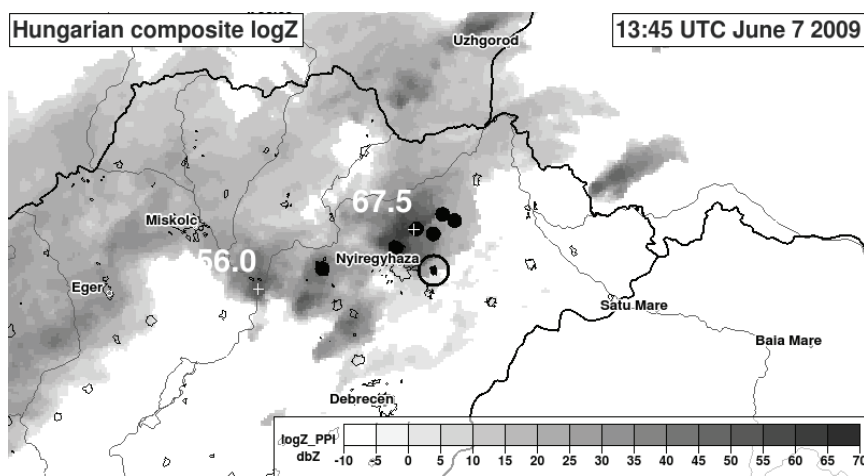 Hungarian composite logZ
13:45 UTC June 7 2009
Uzhgorod
67.5
Miskolc
56.0
Nyiregyhaza
Eger
Satu Mare
Baia Mare
Debrecen
logZ_PPI
dbZ
-10 -5 0 5 10 15 20 25 30 35 40 45 50 55 60 65 70